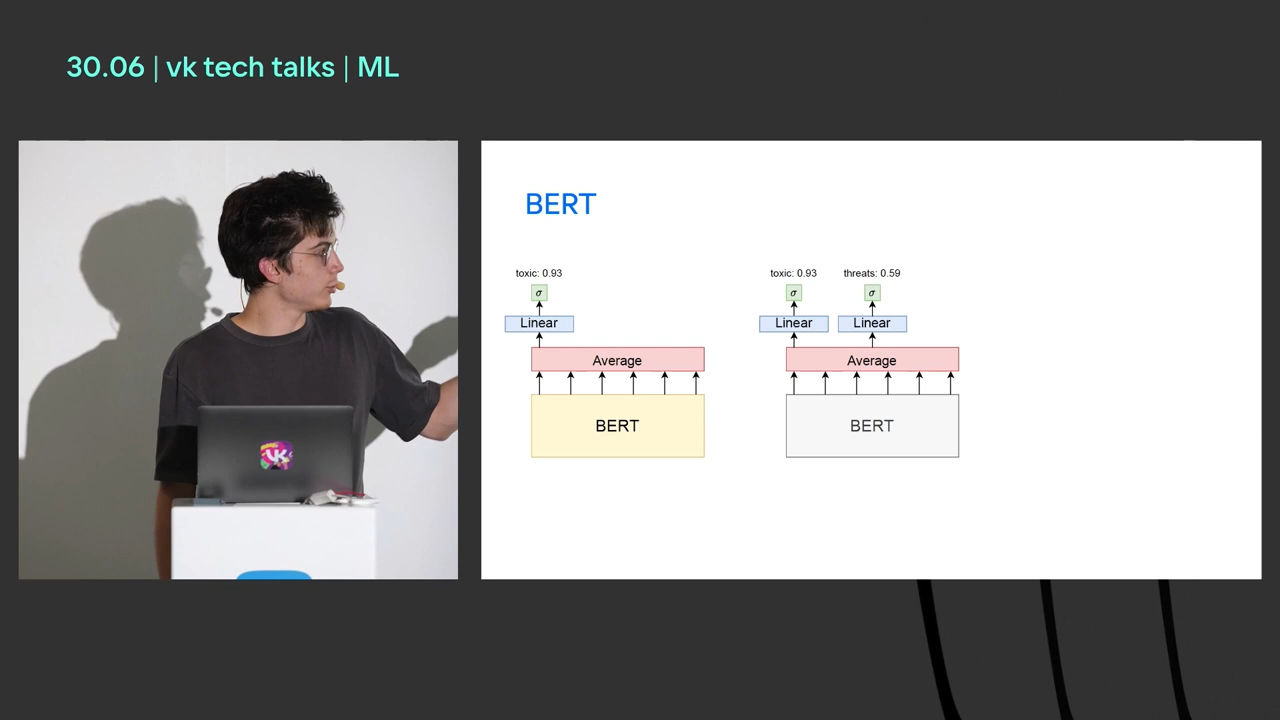 30.06 | vk tech talks | ML
BERT
toxic: 0.93
σ
Linear
Average
BERT
toxic: 0.93 threats: 0.59
σ σ
Linear Linear
Average
BERT
VK